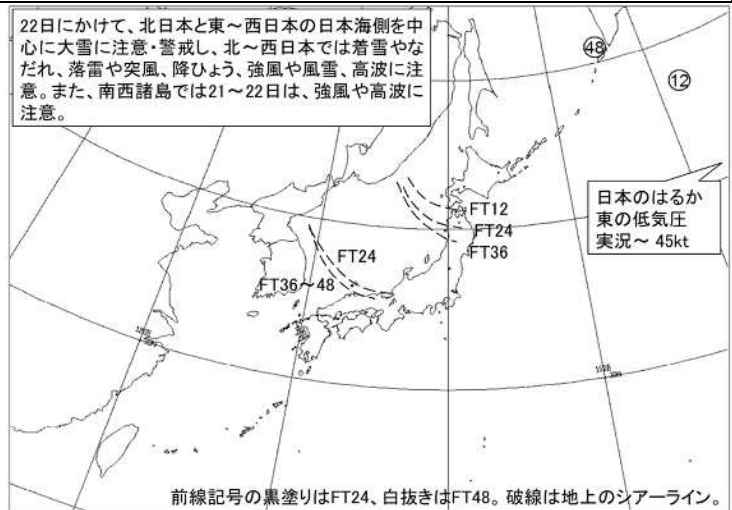 22日にかけて、北日本と東～西日本の日本海側を中
心に大雪に注意・警戒し、北～西日本では着雪やな
だれ、落雷や突風、降ひょう、強風や風雪、高波に注
意。また、南西諸島では21～22日は、強風や高波に
注意。
48
12
日本のはるか
東の低気圧
実況～45kt
FT12
FT24
FT36
FT24
FT36～48
前線記号の黒塗りはFT24、白抜きはFT48。破線は地上のシアーライン。